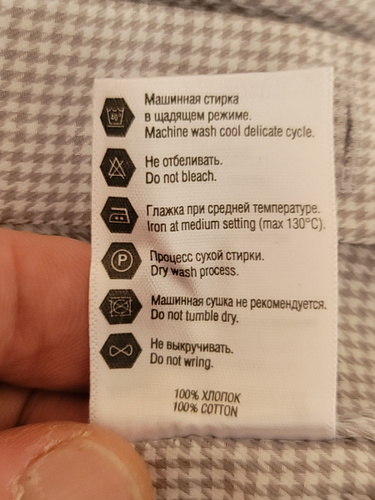 Машинная стирка
в щадящем режиме.
Machine wash cool delicate cycle.
Не отбеливать.
Do not bleach.
Глажка при средней температуре.
Iron at medium setting (max 130°C).
P
Процесс сухой стирки.
Dry wash process.
Машинная сушка не рекомендуется.
Do not tumble dry.
Не выкручивать.
Do not wring.
100% ХЛОПОК
100% COTTON